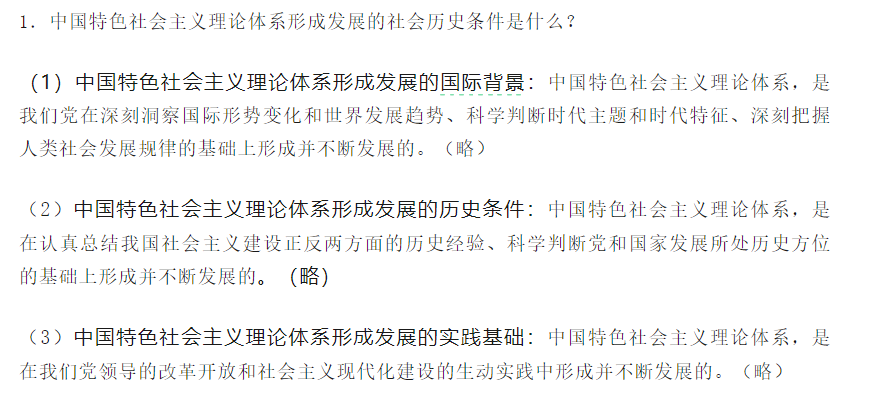 1．中国特色社会主义理论体系形成发展的社会历史条件是什么？
（1）中国特色社会主义理论体系形成发展的国际背景：中国特色社会主义理论体系，是
我们党在深刻洞察国际形势变化和世界发展趋势、科学判断时代主题和时代特征、深刻把握
人类社会发展规律的基础上形成并不断发展的。（略）
（2）中国特色社会主义理论体系形成发展的历史条件：中国特色社会主义理论体系，是
在认真总结我国社会主义建设正反两方面的历史经验、科学判断党和国家发展所处历史方位
的基础上形成并不断发展的。（略）
（3）中国特色社会主义理论体系形成发展的实践基础：中国特色社会主义理论体系，是
在我们党领导的改革开放和社会主义现代化建设的生动实践中形成并不断发展的。（略）